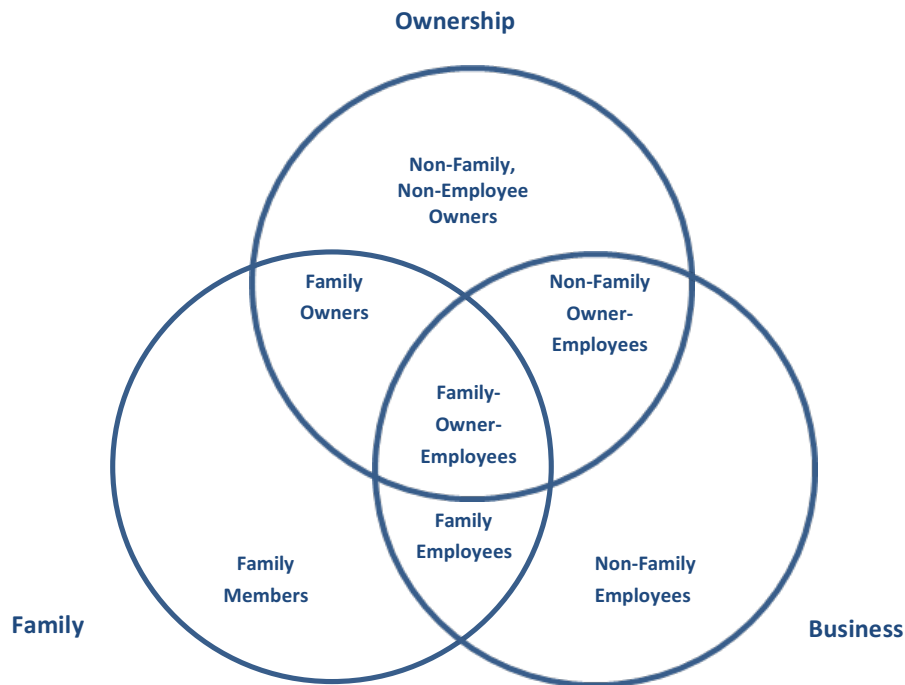 Ownership
Non-Family,
Non-Employee
Owners
Family
Owners
Non-Family
Owner-
Employees
Family-
Owner-
Employees
Family
Employees
Family
Members
Non-Family
Employees
Family
Business